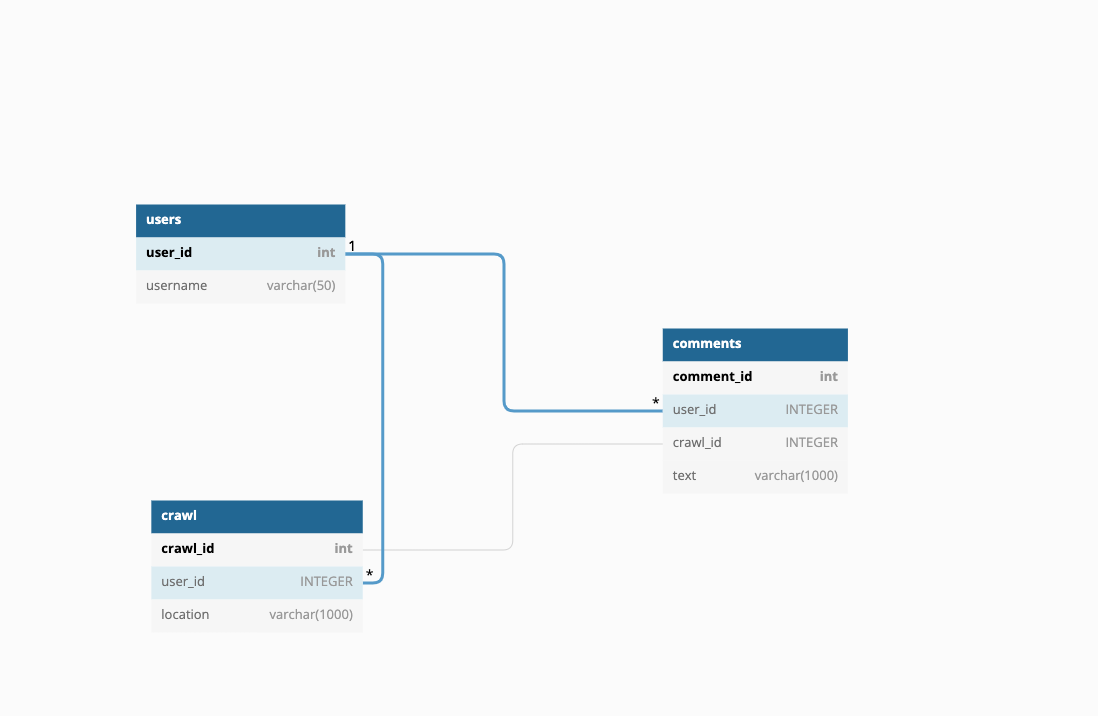 users
1
user_id int
username varchar(50)
comments
comment_id int
* user_id INTEGER
crawl_id INTEGER
text varchar(1000)
crawl
crawl_id int
user_id INTEGER *
location varchar(1000)